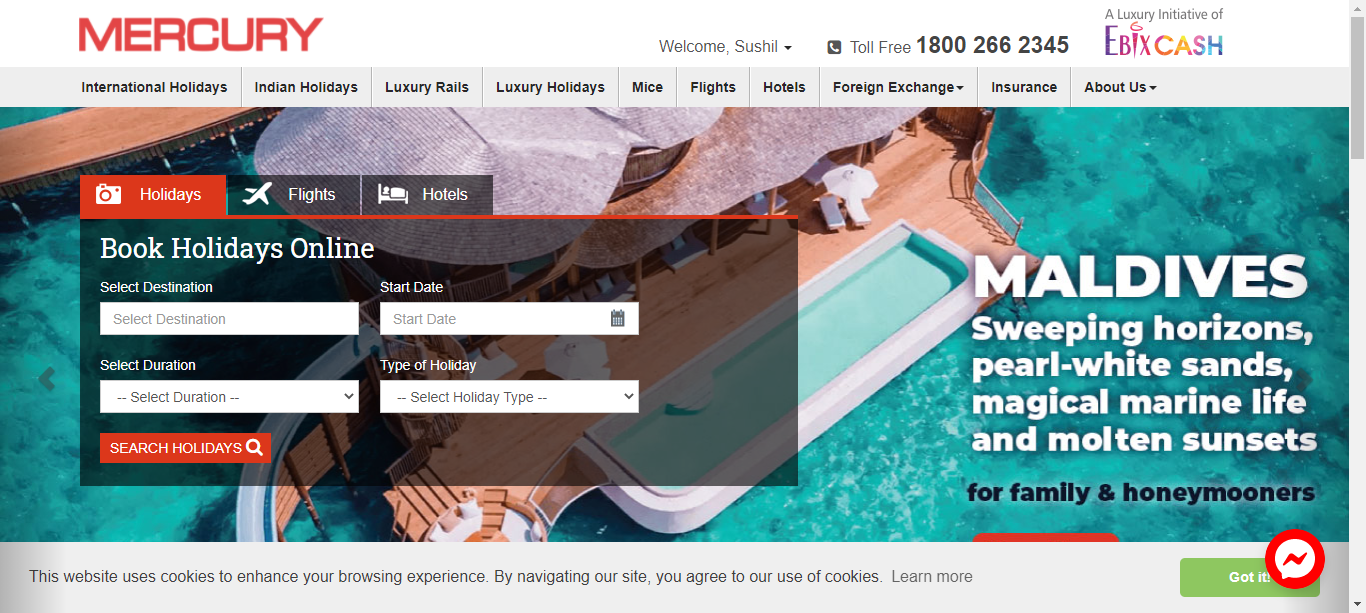 MERCURY
A Luxury Initiative of
EBIXCASH
Welcome, Sushil
Toll Free 1800 266 2345
International Holidays
Indian Holidays
Luxury Rails
Luxury Holidays
Mice
Flights
Hotels
Foreign Exchange
Insurance
About Us
Holidays
Flights
Hotels
Book Holidays Online
Select Destination
Start Date
Select Destination
Start Date
Select Duration
Type of Holiday
-- Select Duration --
-- Select Holiday Type --
SEARCH HOLIDAYS
MALDIVES
Sweeping horizons,
pearl-white sands,
magical marine life
and molten sunsets
for family & honeymooners
This website uses cookies to enhance your browsing experience. By navigating our site, you agree to our use of cookies. Learn more
Got it!